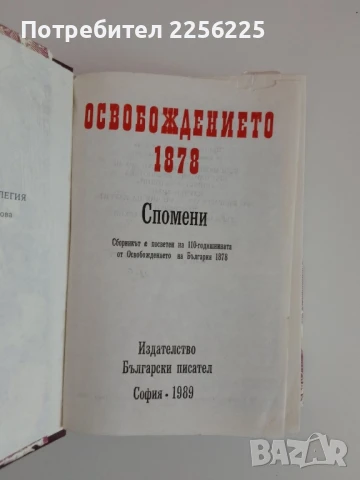 Потребител 2256225
ОСВОБОЖДЕНИЕТО
1878
Спомени
Сборникът е посветен на 110-годишнината
от Освобождението на България 1878
Издателство
Български писател
София • 1989
ЛЕГИЯ
BAZAR